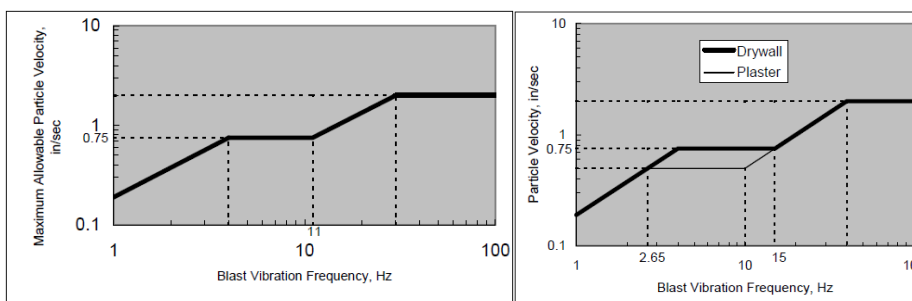 Maximum Allowable Particle Velocity,
in/sec
10
1
0.75
0.1
1
10
11
100
Blast Vibration Frequency, Hz
Particle Velocity, in/sec
10
1
0.75
0.1
Drywall
Plaster
1
2.65
10
15
Blast Vibration Frequency, Hz